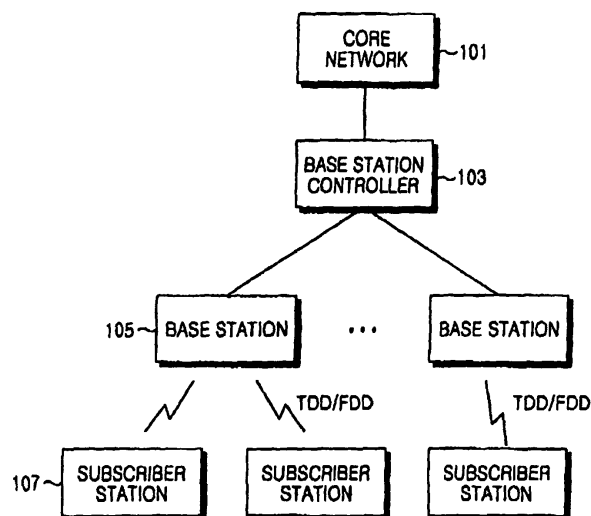 CORE
NETWORK
101
BASE STATION
CONTROLLER
103
105
BASE STATION
...
BASE STATION
TDD/FDD
TDD/FDD
107
SUBSCRIBER
STATION
SUBSCRIBER
STATION
SUBSCRIBER
STATION